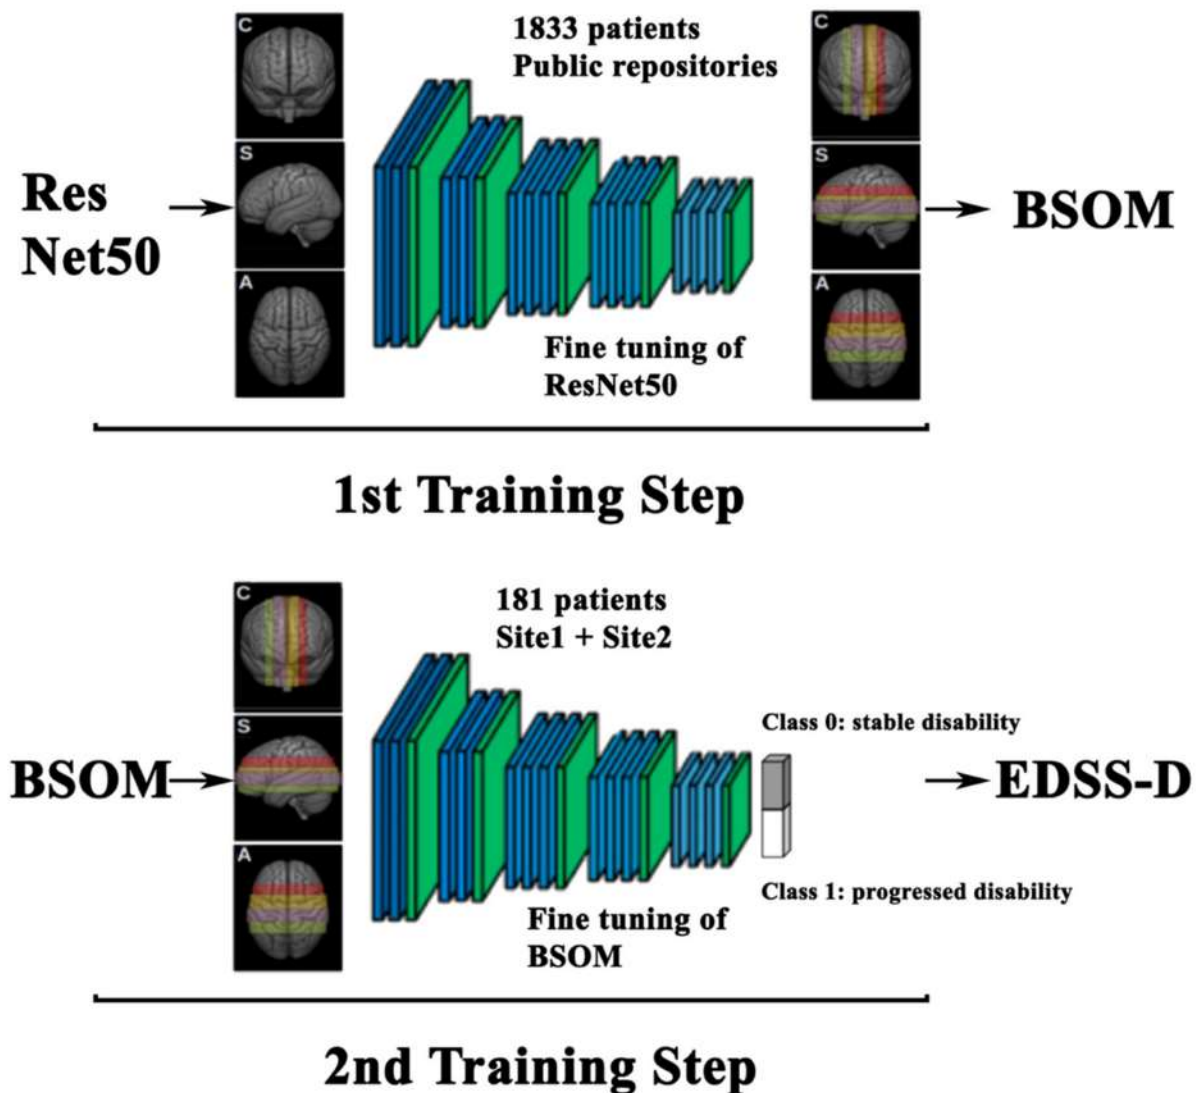 1833 patients
Public repositories
C
S
A
Res
Net50
C
S
A
BSOM
Fine tuning of
ResNet50
1st Training Step
181 patients
Site1 + Site2
C
S
A
BSOM
Class 0: stable disability
EDSS-D
Class 1: progressed disability
Fine tuning of
BSOM
2nd Training Step